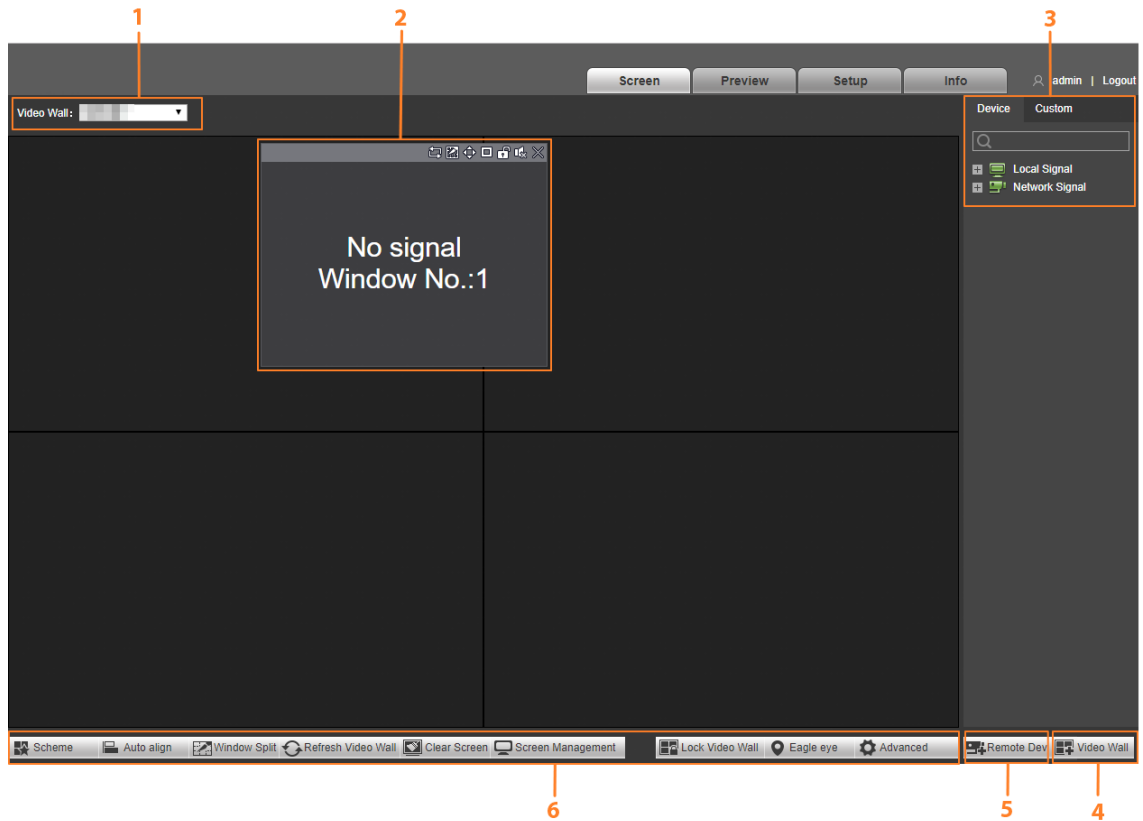 1 2 3
Screen Preview Setup Info admin | Logout
Video Wall: Device Custom
Local Signal
Network Signal
No signal
Window No.:1
Scheme Auto align Window Split Refresh Video Wall Clear Screen Screen Management Lock Video Wall Eagle eye Advanced Remote Dev Video Wall
6 5 4